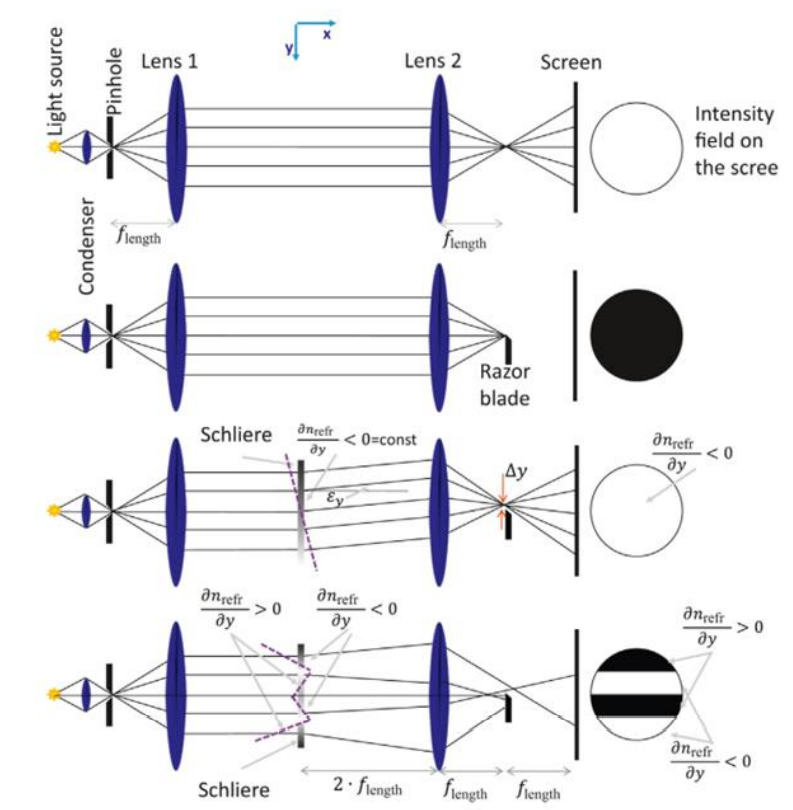 Light source
Pinhole
Lens 1
y
x
Lens 2
Screen
Intensity
field on
the scree
f_length
f_length
Condenser
Razor
blade
Schliere
∂n_refr/∂y < 0=const
ε_y
Δy
∂n_refr/∂y < 0
∂n_refr/∂y > 0
∂n_refr/∂y < 0
∂n_refr/∂y > 0
∂n_refr/∂y < 0
Schliere
2 · f_length
f_length
f_length